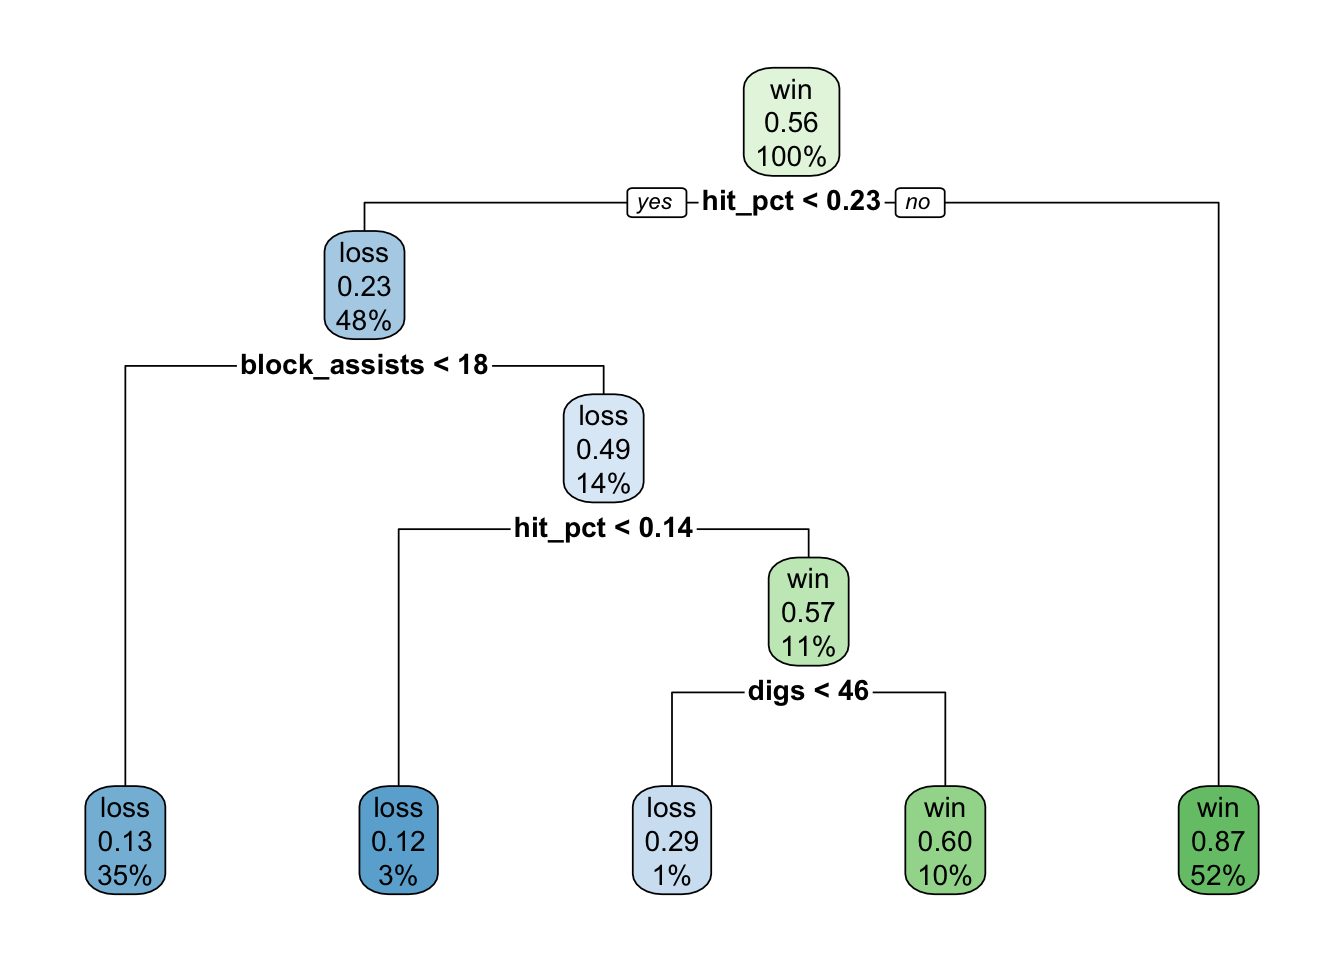 win
0.56
100%
yes
hit_pct < 0.23
no
loss
0.23
48%
block_assists < 18
loss
0.49
14%
hit_pct < 0.14
win
0.57
11%
digs < 46
loss
0.13
35%
loss
0.12
3%
loss
0.29
1%
win
0.60
10%
win
0.87
52%